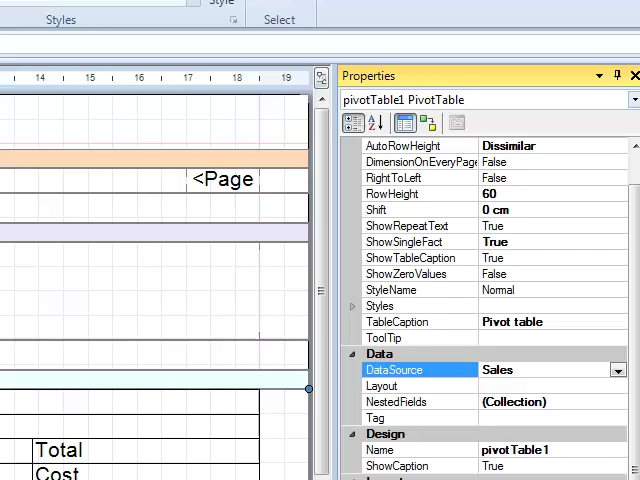 Style
Styles
Select
14 15 16 17 18 19
Properties
pivotTable1 PivotTable
AutoRowHeight Dissimilar
DimensionOnEveryPage False
RightToLeft False
RowHeight 60
Shift 0 cm
ShowRepeatText True
ShowSingleFact True
ShowTableCaption True
ShowZeroValues False
StyleName Normal
Styles
TableCaption Pivot table
ToolTip
Data
DataSource Sales
Layout
NestedFields (Collection)
Tag
Design
Name pivotTable1
ShowCaption True
<Page
Total
Cost